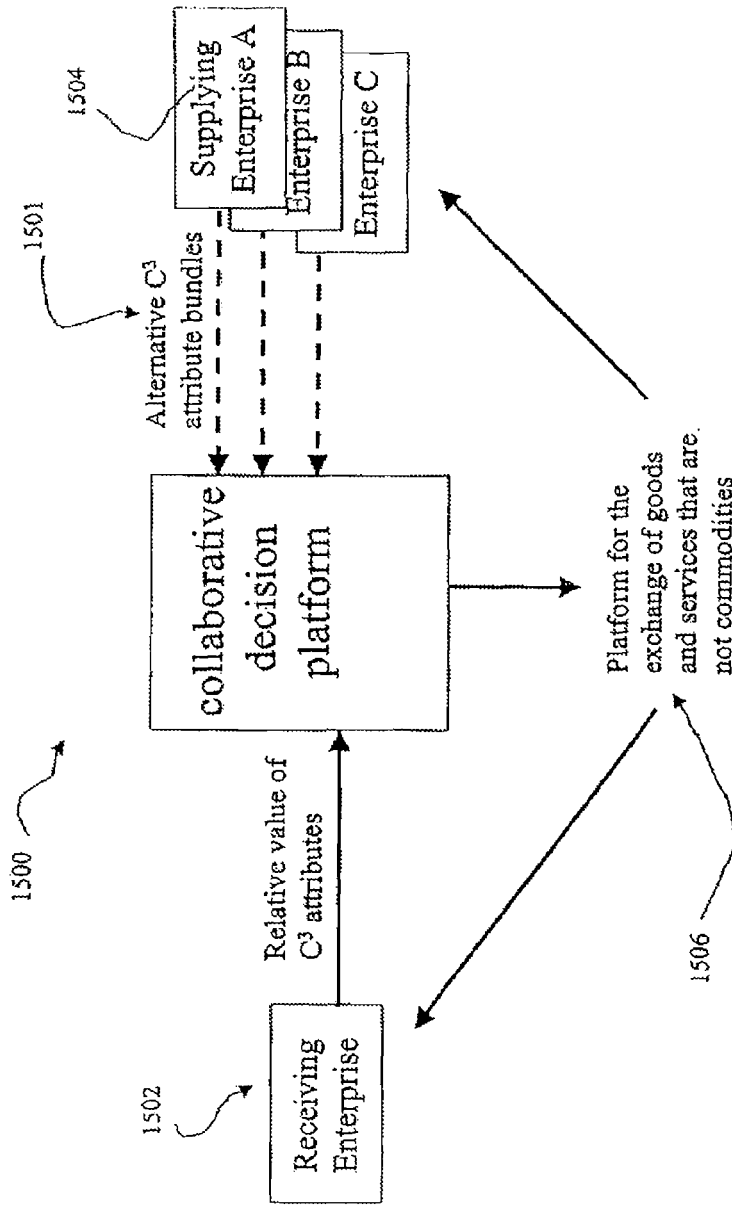 1500
1501
1504
Alternative C³
attribute bundles
Supplying
Enterprise A
Enterprise B
Enterprise C
collaborative
decision
platform
Relative value of
C³ attributes
1502
Receiving
Enterprise
Platform for the
exchange of goods
and services that are.
not commodities
1506